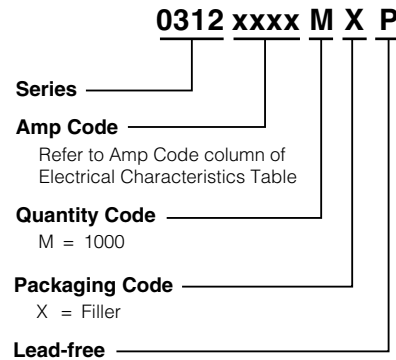 0312 xxxx M X P
Series
Amp Code
Refer to Amp Code column of
Electrical Characteristics Table
Quantity Code
M = 1000
Packaging Code
X = Filler
Lead-free